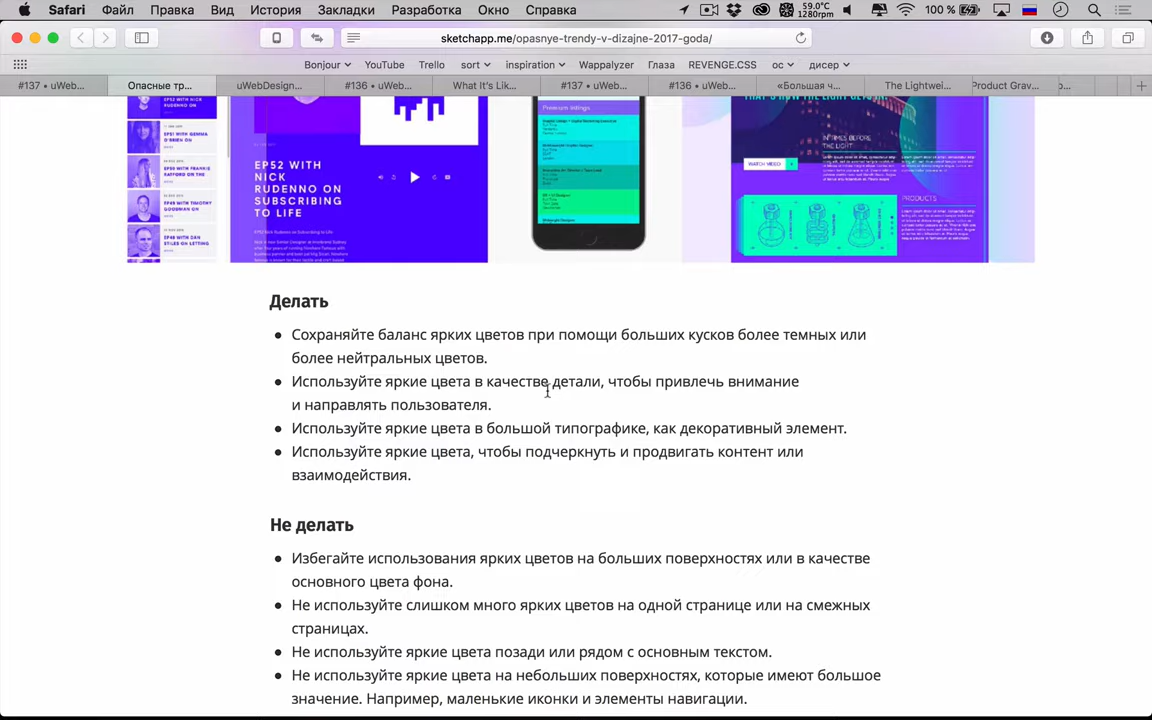 Safari Файл Правка Вид История Закладки Разработка Окно Справка 59.0°C 1280rpm 100 %
sketchapp.me/opasnye-trendy-v-dizajne-2017-goda/
Bonjour YouTube Trello sort inspiration Wappalyzer Глаза REVENGE.CSS ос дисер
#137 • uWeb... Опасные тр... uWebDesign... #136 • uWeb... What It's Lik... #137 • uWeb... #136 • uWeb... «Большая ч... The Lightwei... Product Grav...
EP52 WITH
NICK
RUDENNO ON
SUBSCRIBING
TO LIFE
Premium listings
WATCH VIDEO
PRODUCTS
Делать
Сохраняйте баланс ярких цветов при помощи больших кусков более темных или
более нейтральных цветов.
Используйте яркие цвета в качестве детали, чтобы привлечь внимание
и направлять пользователя.
Используйте яркие цвета в большой типографике, как декоративный элемент.
Используйте яркие цвета, чтобы подчеркнуть и продвигать контент или
взаимодействия.
Не делать
Избегайте использования ярких цветов на больших поверхностях или в качестве
основного цвета фона.
Не используйте слишком много ярких цветов на одной странице или на смежных
страницах.
Не используйте яркие цвета позади или рядом с основным текстом.
Не используйте яркие цвета на небольших поверхностях, которые имеют большое
значение. Например, маленькие иконки и элементы навигации.